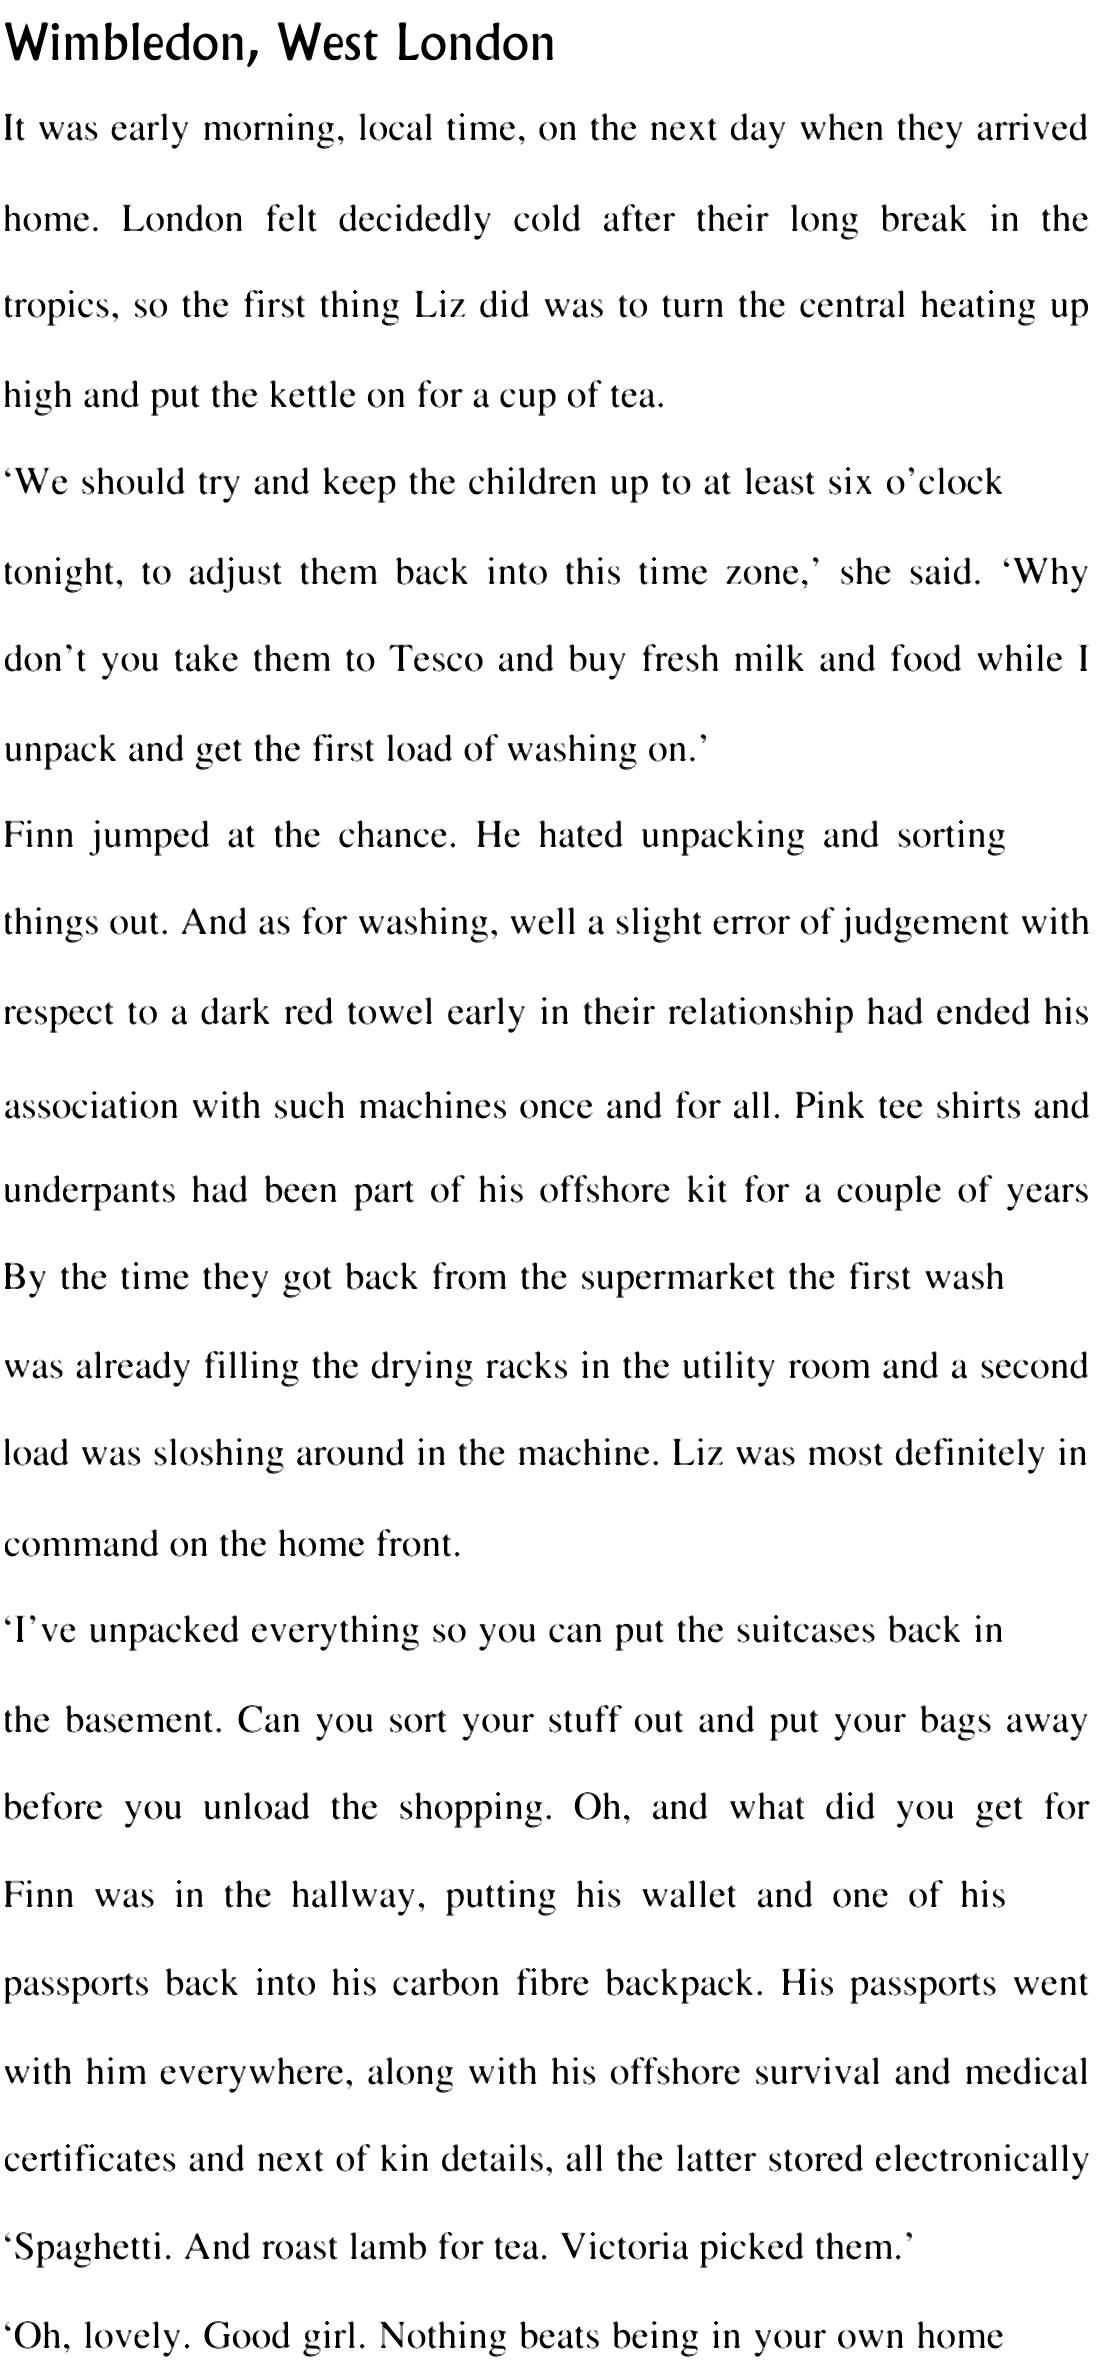 Wimbledon, West London
It was early morning, local time, on the next day when they arrived
home. London felt decidedly cold after their long break in the
tropics, so the first thing Liz did was to turn the central heating up
high and put the kettle on for a cup of tea.
‘We should try and keep the children up to at least six o’clock
tonight, to adjust them back into this time zone,’ she said. ‘Why
don’t you take them to Tesco and buy fresh milk and food while I
unpack and get the first load of washing on.’
Finn jumped at the chance. He hated unpacking and sorting
things out. And as for washing, well a slight error of judgement with
respect to a dark red towel early in their relationship had ended his
association with such machines once and for all. Pink tee shirts and
underpants had been part of his offshore kit for a couple of years
By the time they got back from the supermarket the first wash
was already filling the drying racks in the utility room and a second
load was sloshing around in the machine. Liz was most definitely in
command on the home front.
‘I’ve unpacked everything so you can put the suitcases back in
the basement. Can you sort your stuff out and put your bags away
before you unload the shopping. Oh, and what did you get for
Finn was in the hallway, putting his wallet and one of his
passports back into his carbon fibre backpack. His passports went
with him everywhere, along with his offshore survival and medical
certificates and next of kin details, all the latter stored electronically
‘Spaghetti. And roast lamb for tea. Victoria picked them.’
‘Oh, lovely. Good girl. Nothing beats being in your own home